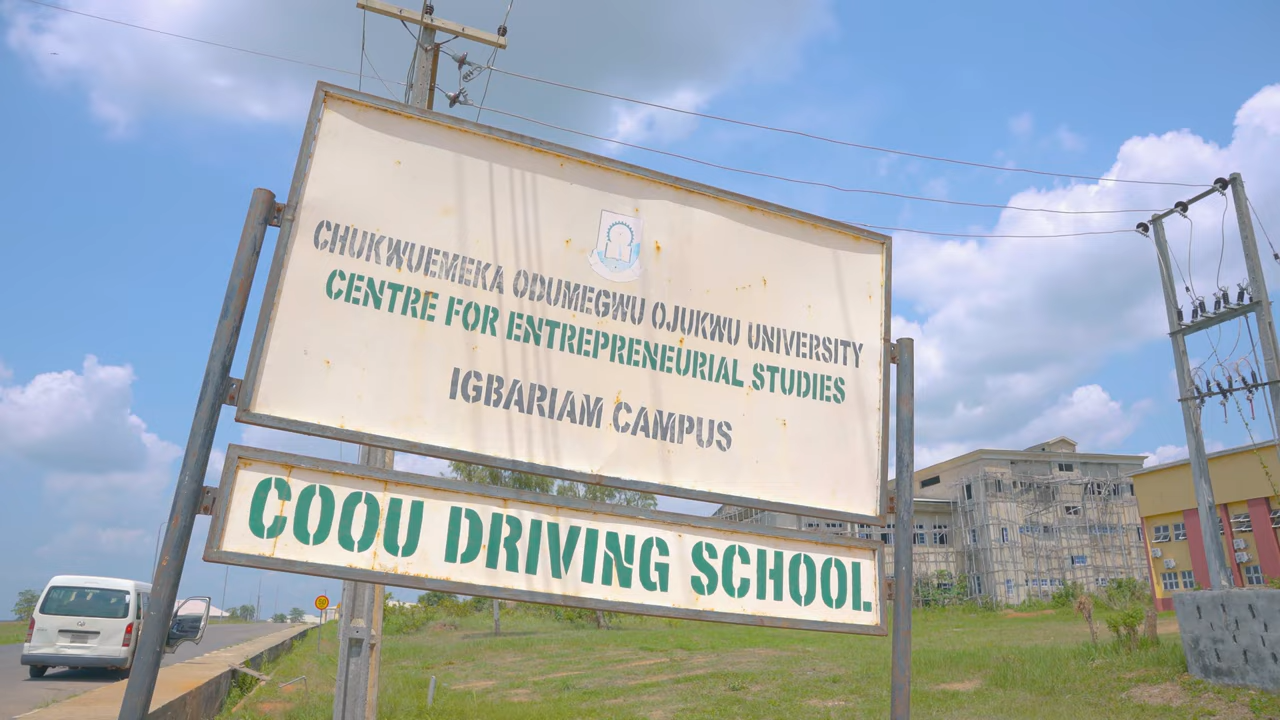 CHUKWUEMEKA ODUMEGWU OJUKWU UNIVERSITY
CENTRE FOR ENTREPRENEURIAL STUDIES
IGBARIAM CAMPUS
COOU DRIVING SCHOOL